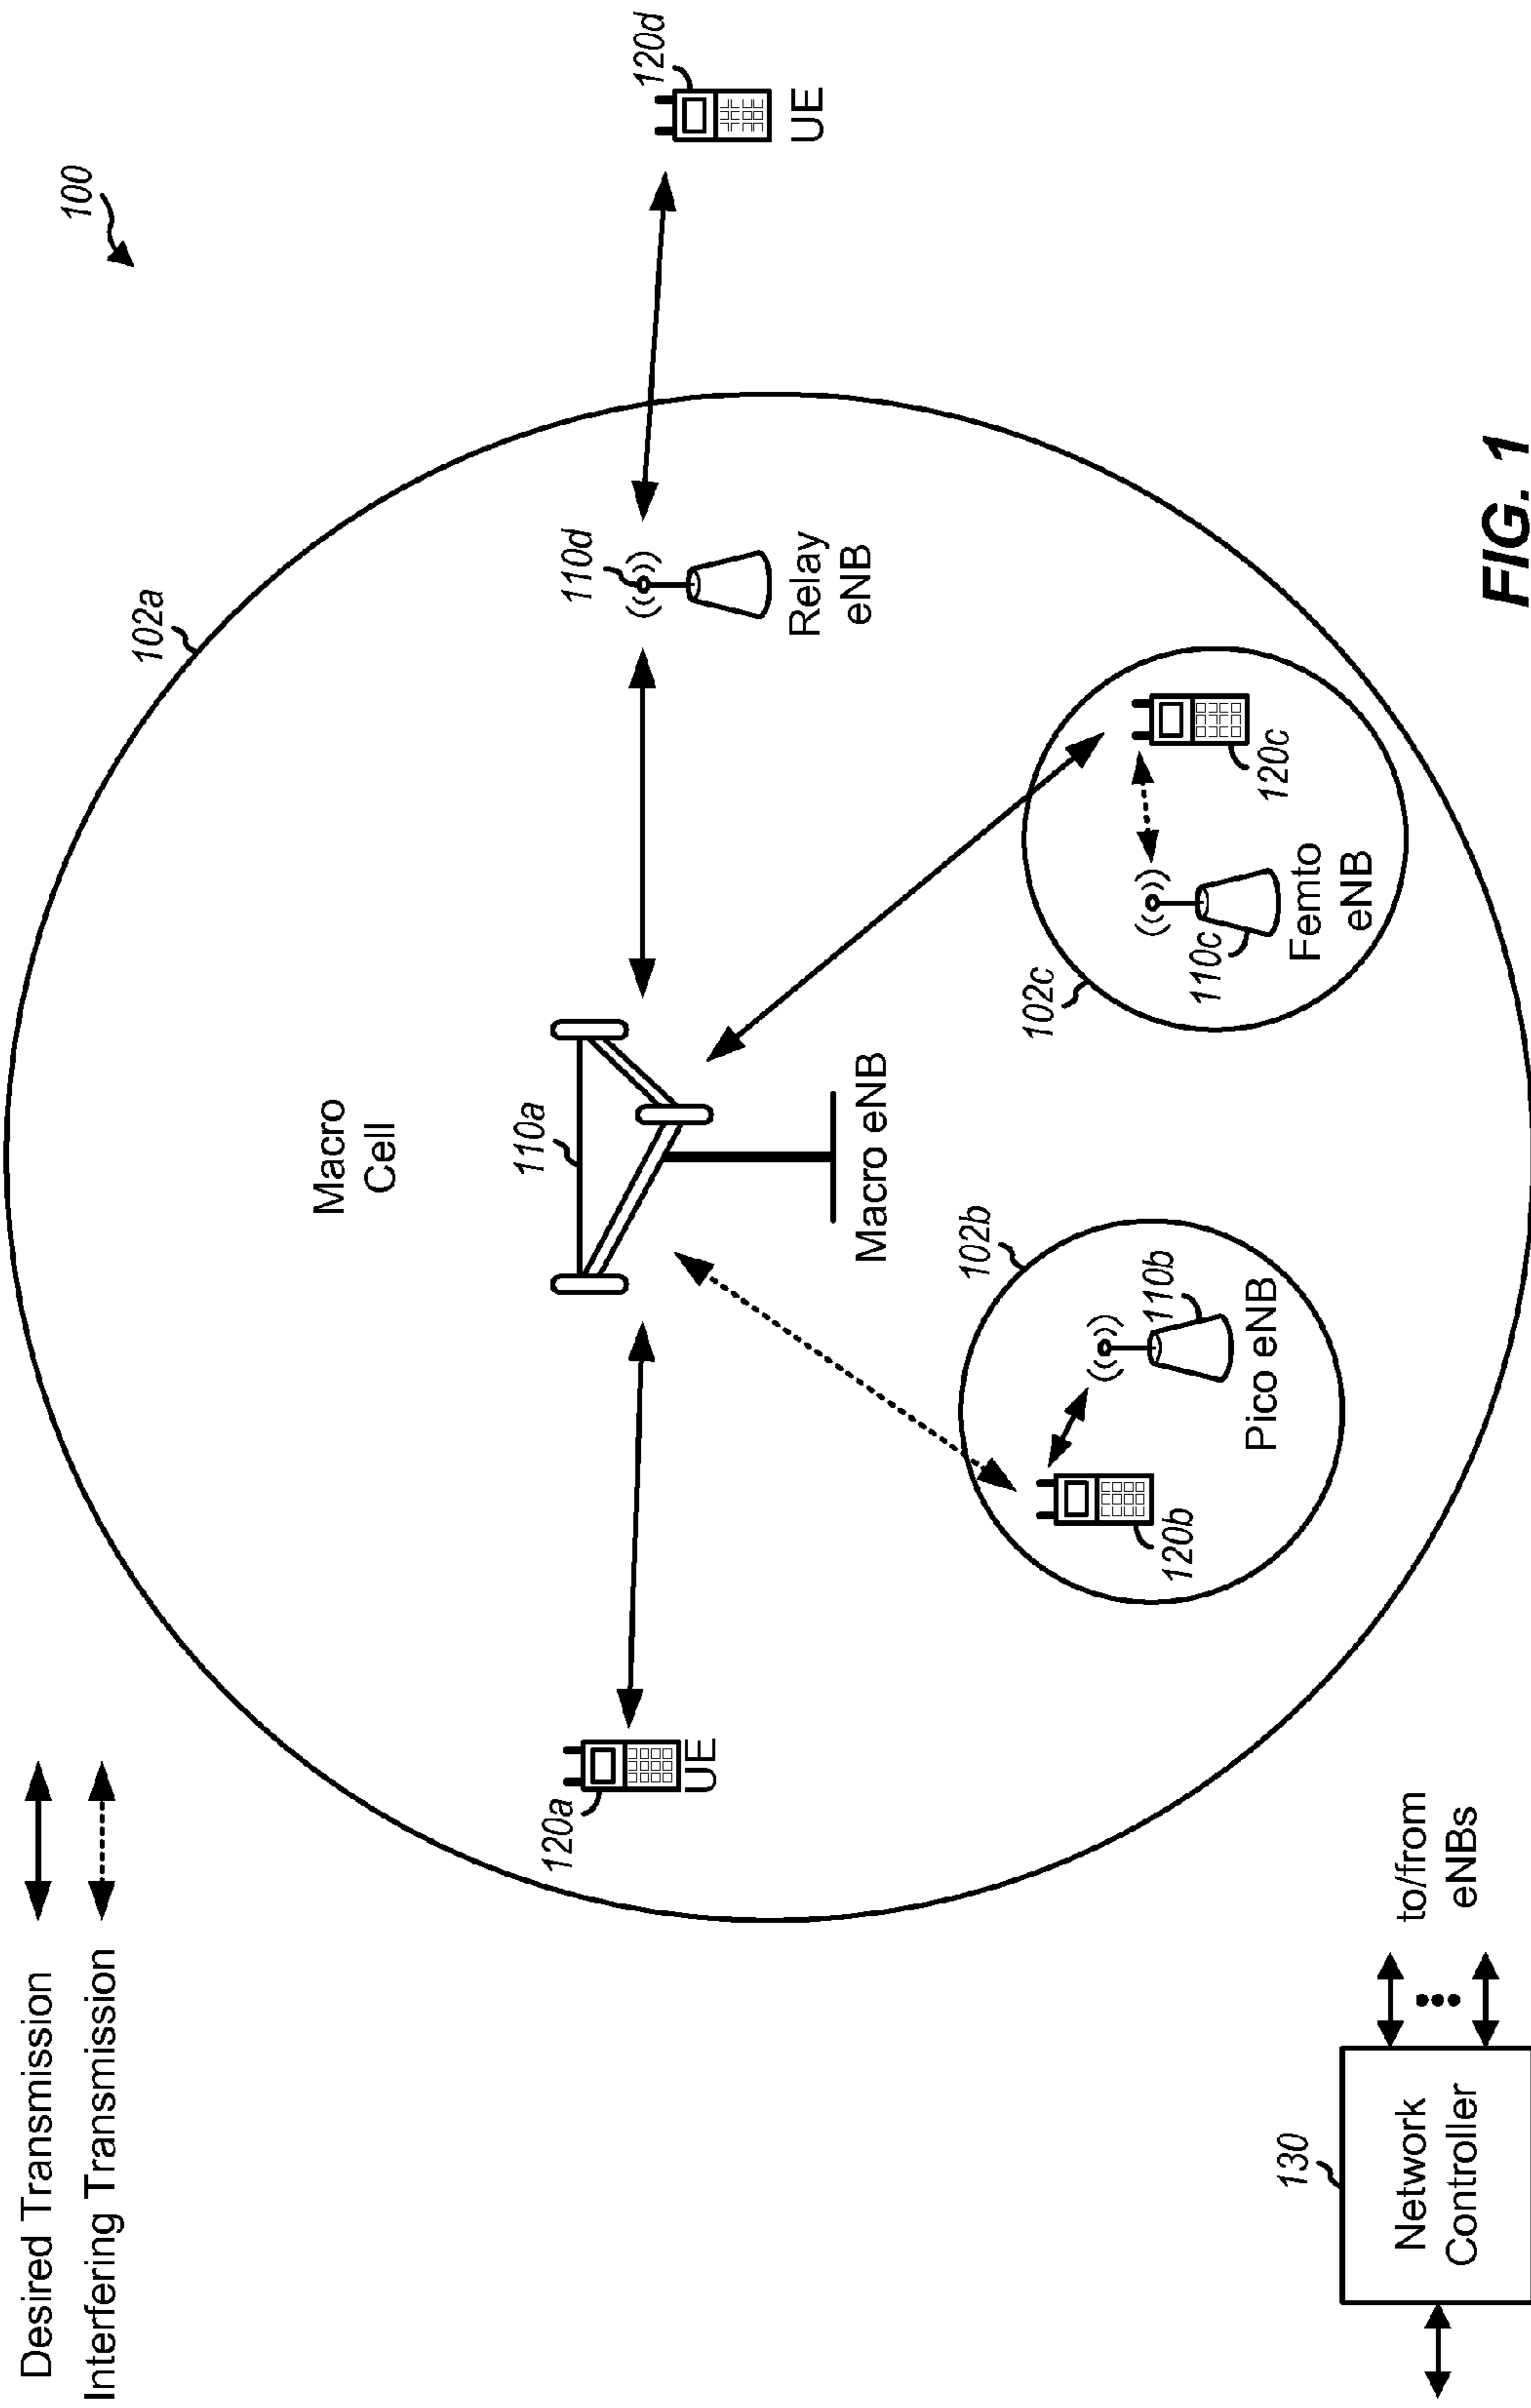 Desired Transmission
Interfering Transmission
100
102a
Macro
Cell
110a
110d
120d
120a
UE
UE
Relay
eNB
Macro eNB
102b
102c
120b
110b
Pico eNB
110c
120c
Femto
eNB
130
Network
Controller
to/from
eNBs
FIG. 1